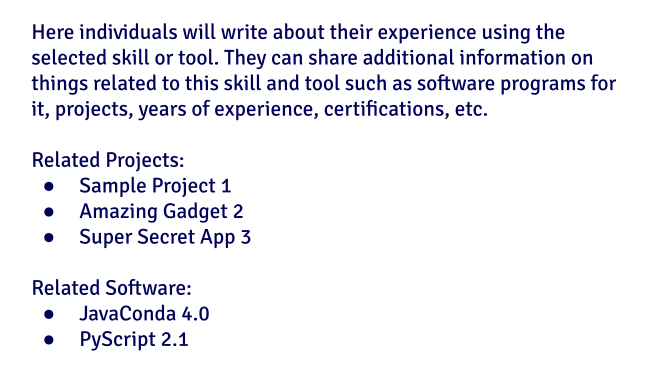 Here individuals will write about their experience using the
selected skill or tool. They can share additional information on
things related to this skill and tool such as software programs for
it, projects, years of experience, certifications, etc.
Related Projects:
● Sample Project 1
● Amazing Gadget 2
● Super Secret App 3
Related Software:
● JavaConda 4.0
● PyScript 2.1